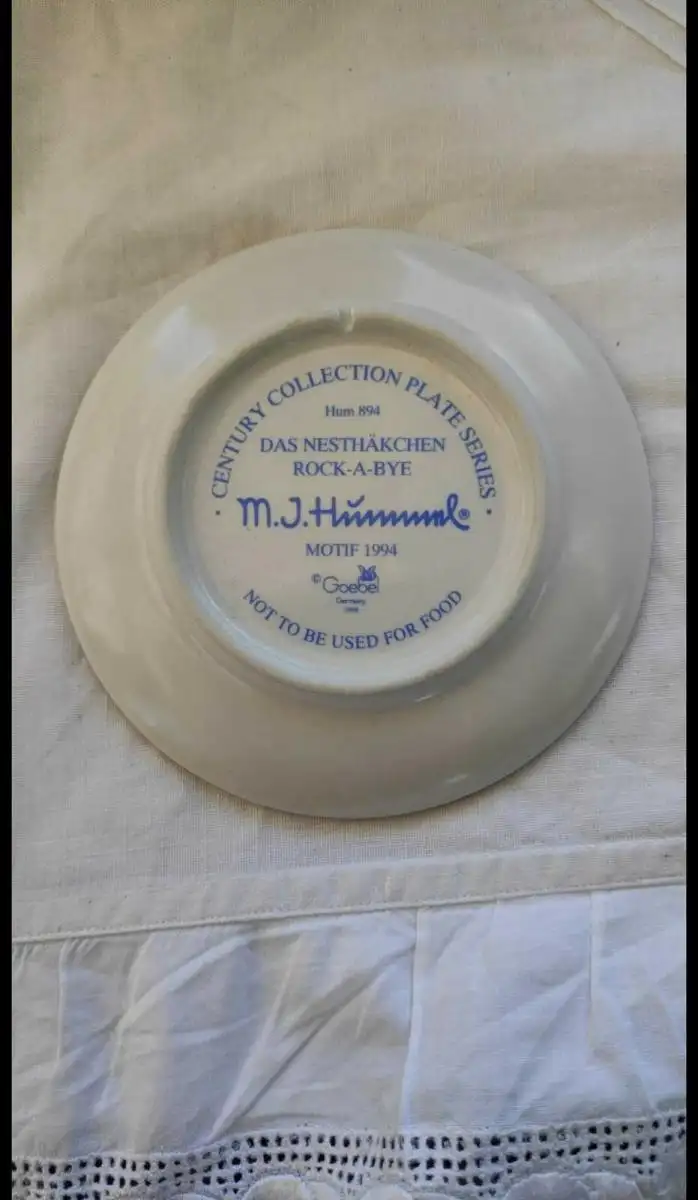 · CENTURY COLLECTION PLATE SERIES ·
Hum 894
DAS NESTHÄKCHEN
ROCK-A-BYE
M.J.Hummel®
MOTIF 1994
©Goebel
Germany
NOT TO BE USED FOR FOOD